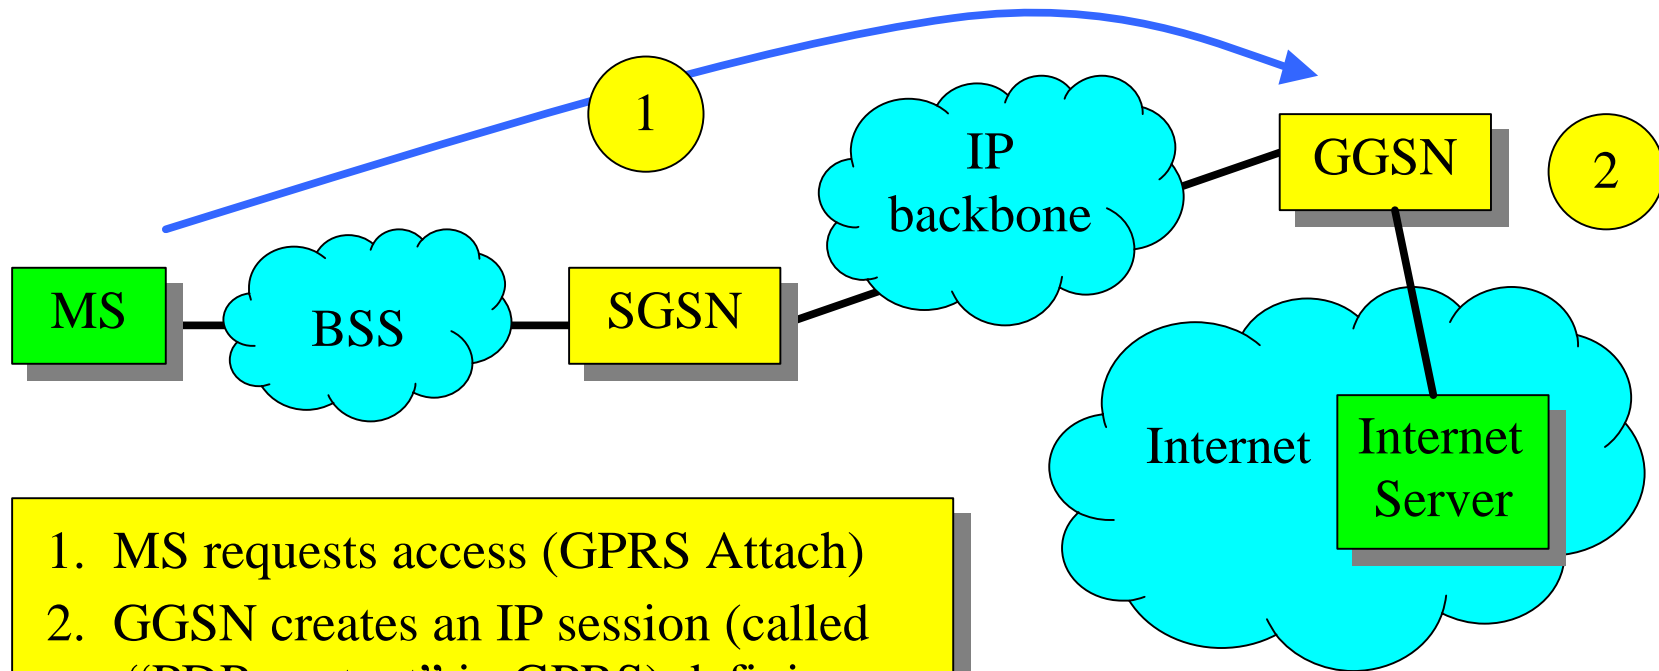 1
IP
backbone
GGSN
2
MS
BSS
SGSN
Internet
Internet
Server
1. MS requests access (GPRS Attach)
2. GGSN creates an IP session (called